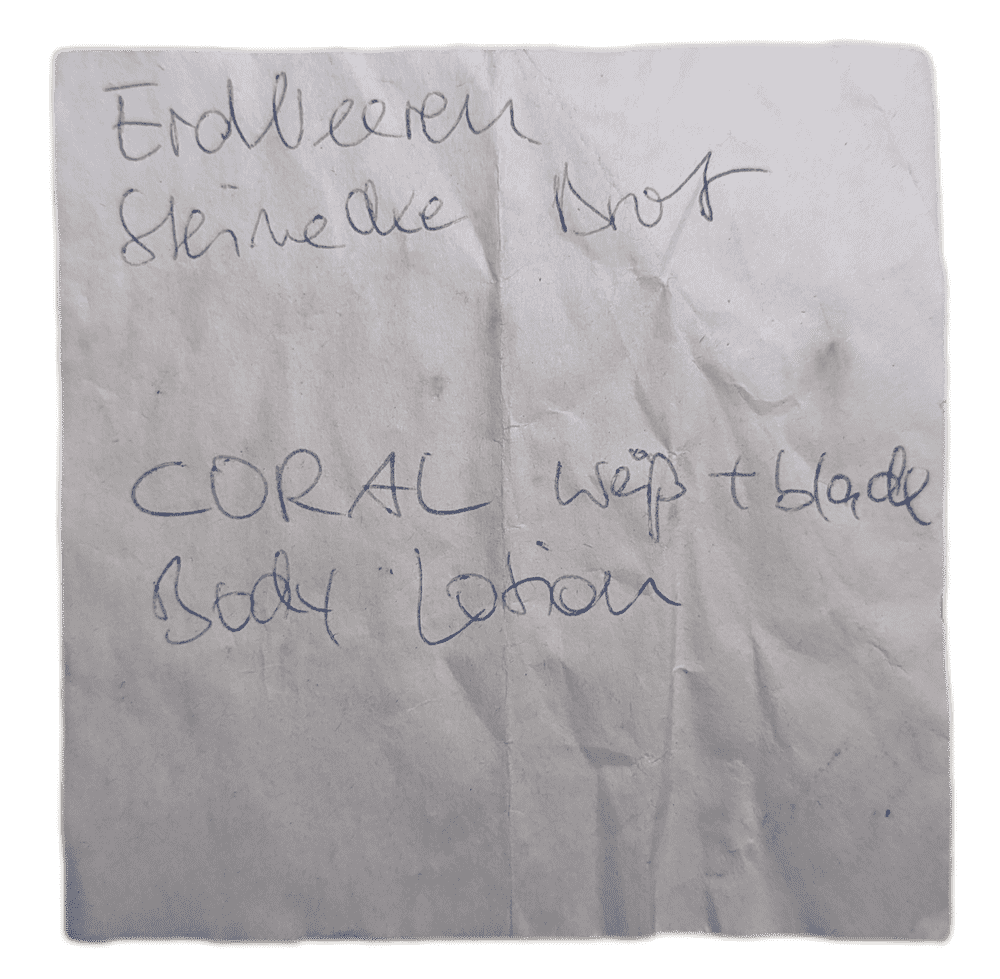 Erdbeeren
Steinecke Brot
CORAL weiß + black
Body Lotion